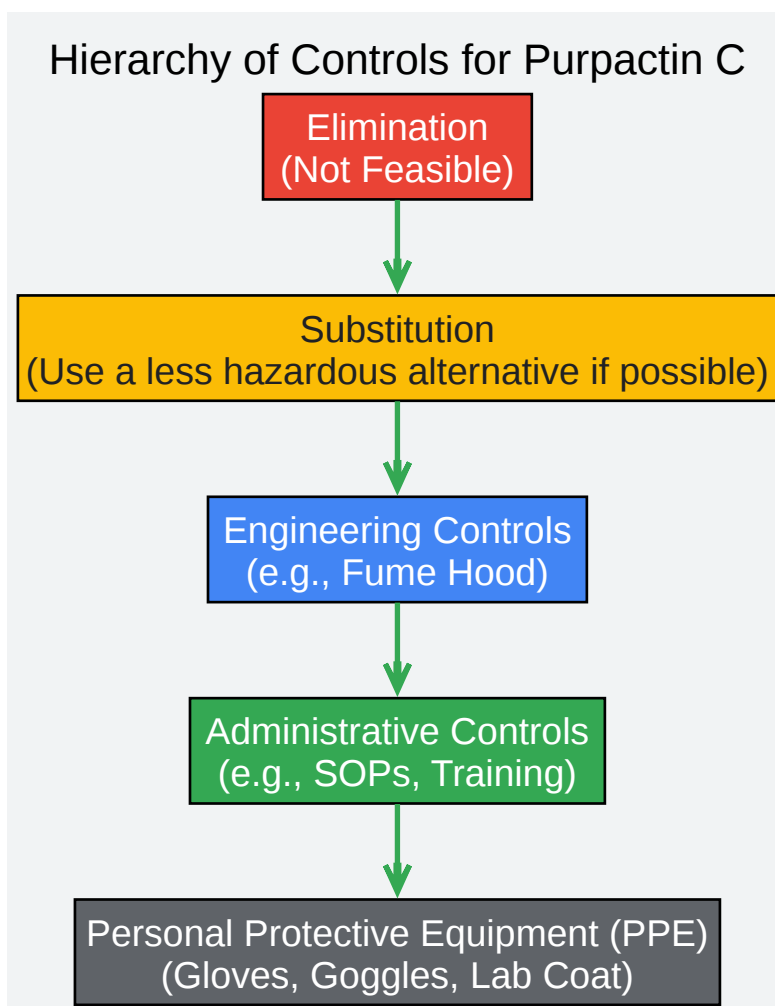 Hierarchy of Controls for Purpactin C
Elimination
(Not Feasible)
Substitution
(Use a less hazardous alternative if possible)
Engineering Controls
(e.g., Fume Hood)
Administrative Controls
(e.g., SOPs, Training)
Personal Protective Equipment (PPE)
(Gloves, Goggles, Lab Coat)